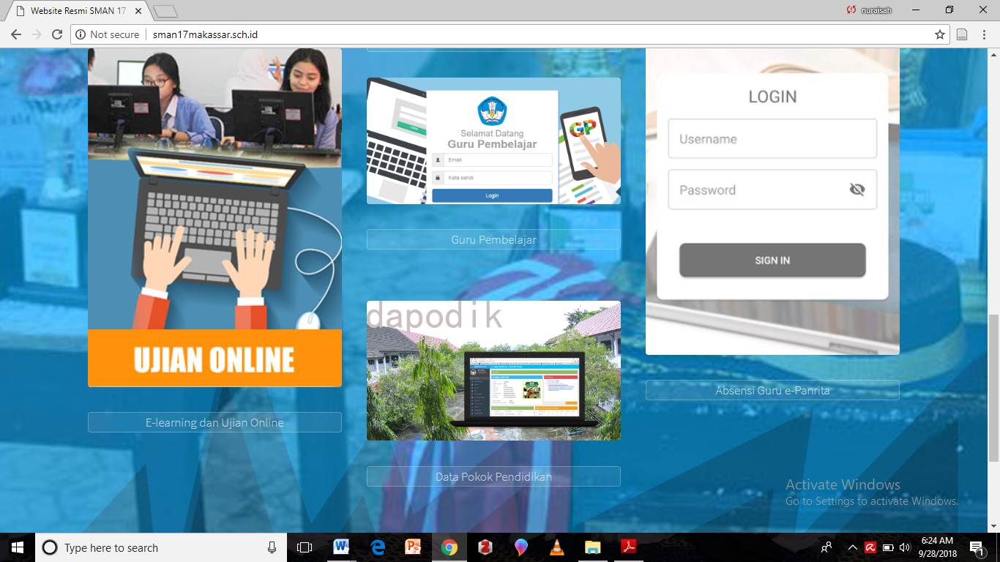 Website Resmi SMAN 17
nuraisah
Not secure
sman17makassar.sch.id
UJIAN ONLINE
E-learning dan Ujian Online
LOGIN
Selamat Datang
Guru Pembelajar
Email
Kata sandi
Login
GP
Guru Pembelajar
dapodik
Data Pokok Pendidikan
LOGIN
Username
Password
SIGN IN
Absensi Guru e-Panrita
Activate Windows
Go to Settings to activate Windows.
Type here to search
6:24 AM
9/28/2018
1